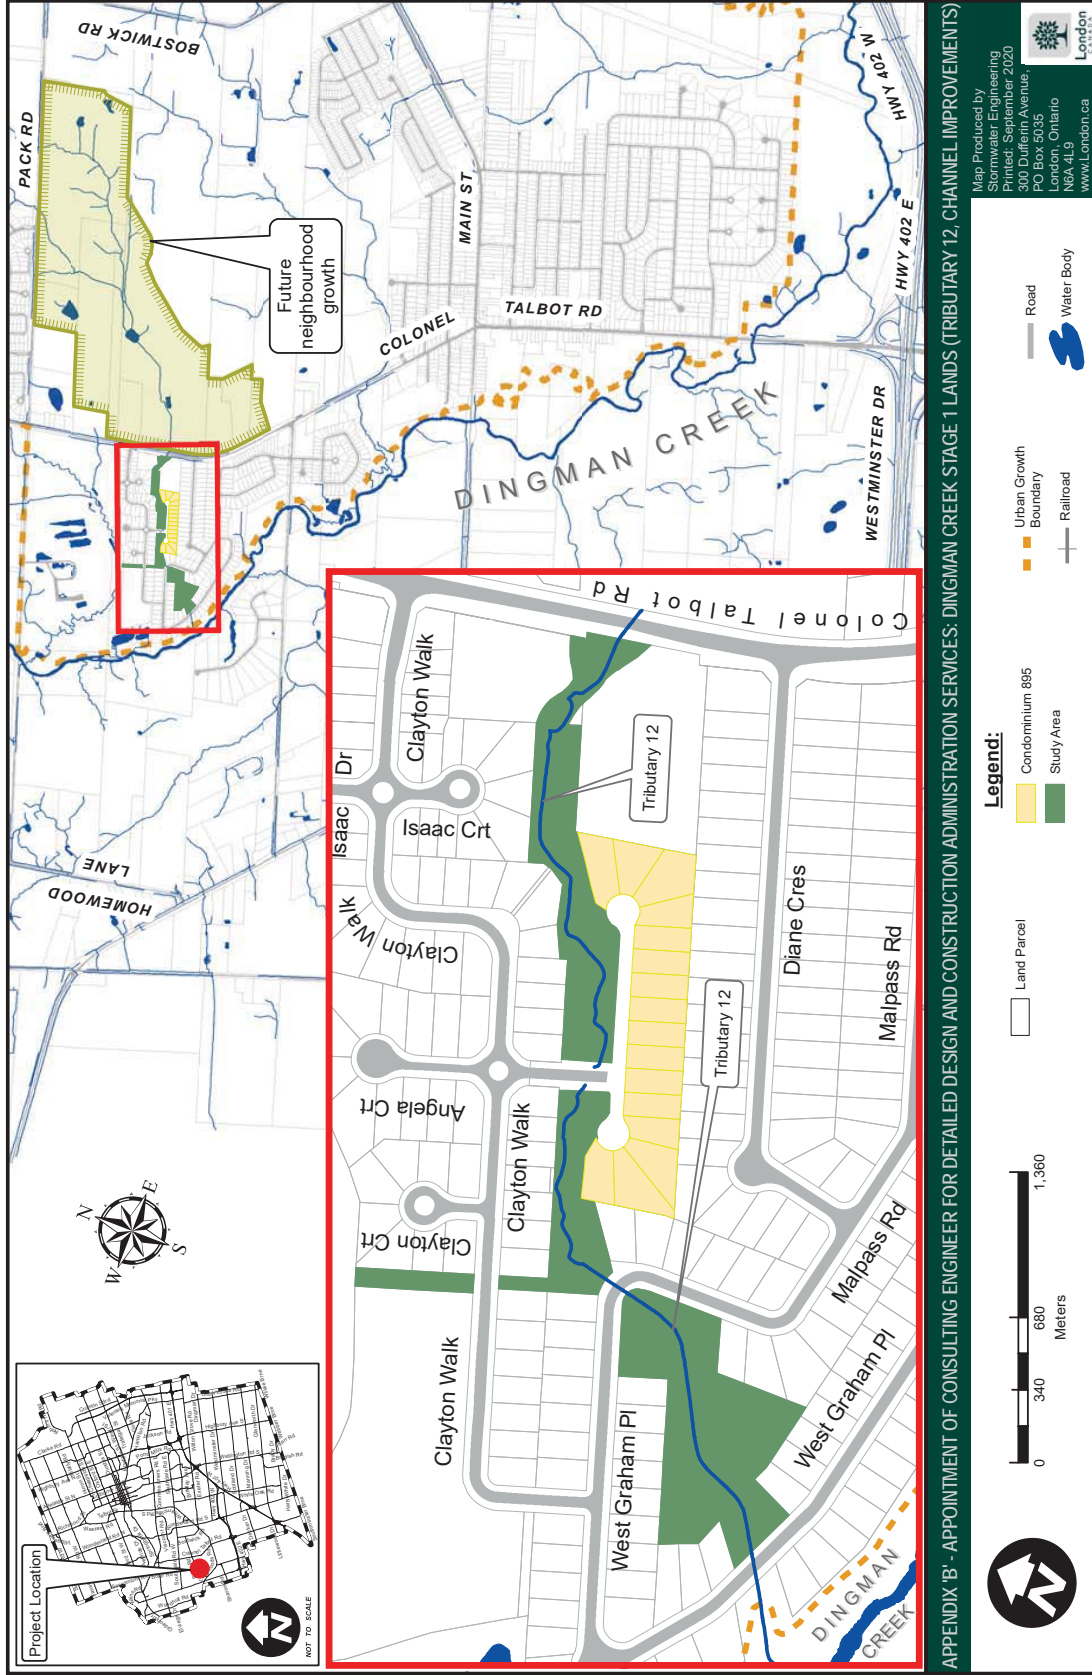 PACK RD
BOSTWICK RD
Future
neighbourhood
growth
MAIN ST
COLONEL
TALBOT RD
HWY 402 W
HWY 402 E
WESTMINSTER DR
DINGMAN CREEK
HOMEWOOD
LANE
N
E
S
W
Project Location
N
NOT TO SCALE
Isaac Dr
Clayton Walk
Isaac Crt
Clayton Walk
Clayton Walk
Angela Crt
Clayton Crt
Clayton Walk
Clayton Walk
Colonel Talbot Rd
Tributary 12
Tributary 12
Diane Cres
Malpass Rd
Malpass Rd
West Graham Pl
West Graham Pl
DINGMAN
CREEK
APPENDIX 'B' - APPOINTMENT OF CONSULTING ENGINEER FOR DETAILED DESIGN AND CONSTRUCTION ADMINISTRATION SERVICES: DINGMAN CREEK STAGE 1 LANDS (TRIBUTARY 12, CHANNEL IMPROVEMENTS)
N
0 340 680 1,360
Meters
Legend:
Land Parcel
Condominium 895
Study Area
Urban Growth
Boundary
Railroad
Road
Water Body
Map Produced by
Stormwater Engineering
Printed: September 2020
300 Dufferin Avenue,
PO Box 5035
London, Ontario
N6A 4L9
www.London.ca
London
CANADA